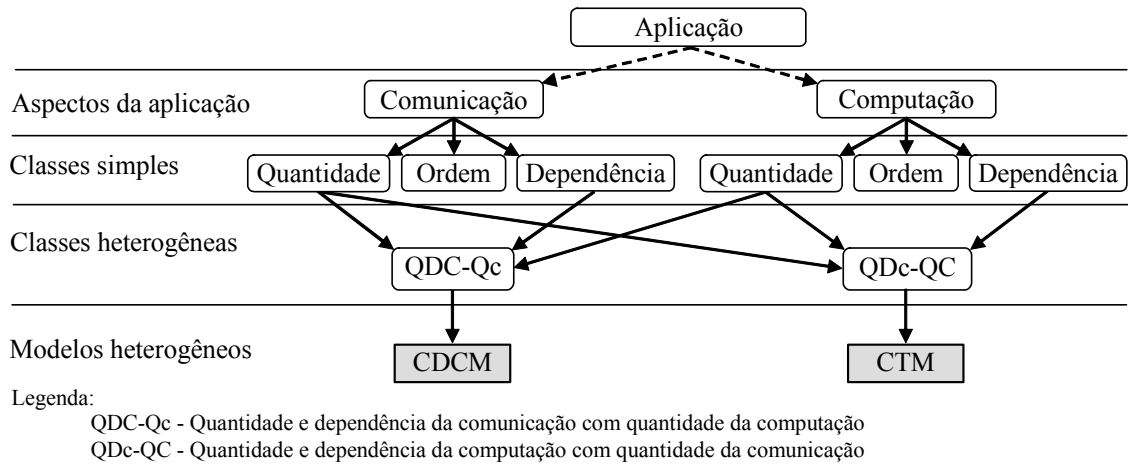 Aplicação
Aspectos da aplicação Comunicação Computação
Classes simples Quantidade Ordem Dependência Quantidade Ordem Dependência
Classes heterogêneas QDC-Qc QDc-QC
Modelos heterogêneos CDCM CTM
Legenda:
QDC-Qc - Quantidade e dependência da comunicação com quantidade da computação
QDc-QC - Quantidade e dependência da computação com quantidade da comunicação